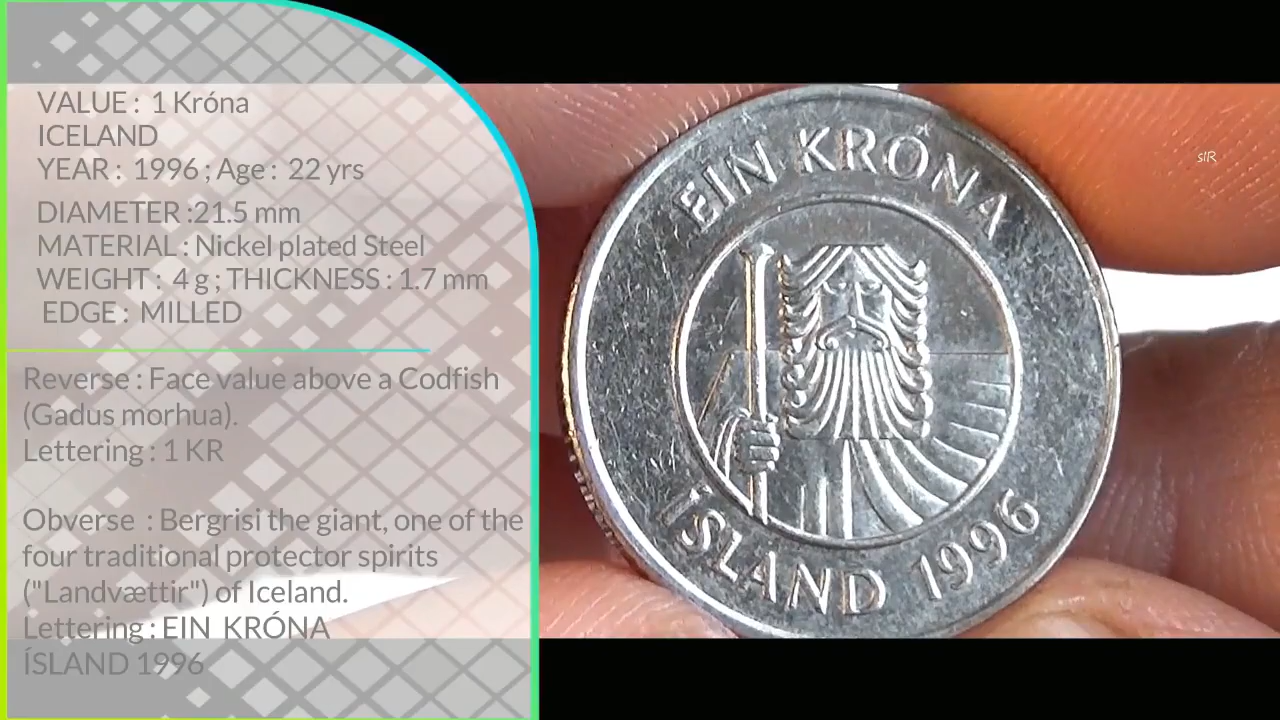 VALUE : 1 Króna
ICELAND
YEAR : 1996 ; Age : 22 yrs
DIAMETER :21.5 mm
MATERIAL : Nickel plated Steel
WEIGHT : 4 g ; THICKNESS : 1.7 mm
EDGE : MILLED
Reverse : Face value above a Codfish
(Gadus morhua).
Lettering : 1 KR
Obverse : Bergrisi the giant, one of the
four traditional protector spirits
("Landvættir") of Iceland.
Lettering : EIN KRÓNA
ÍSLAND 1996
EIN KRÓNA
ÍSLAND 1996
sIR